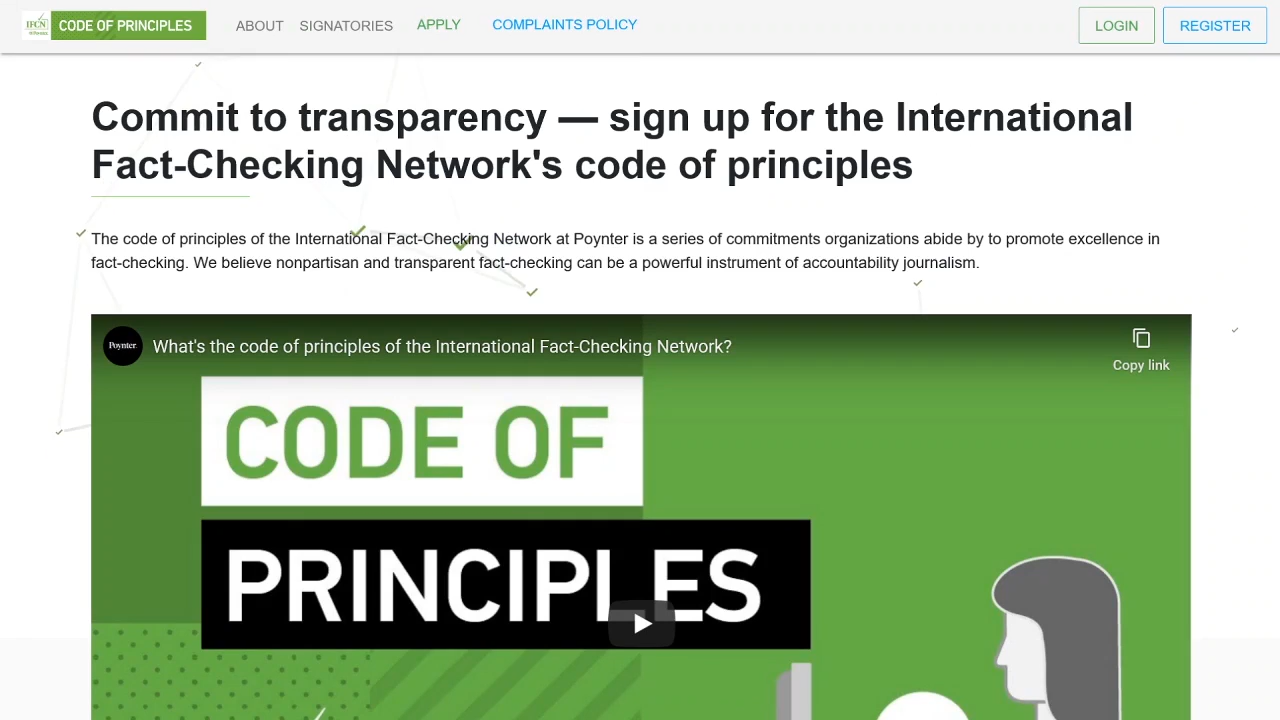 IFCN
CODE OF PRINCIPLES
ABOUT
SIGNATORIES
APPLY
COMPLAINTS POLICY
LOGIN
REGISTER
Commit to transparency — sign up for the International
Fact-Checking Network's code of principles
The code of principles of the International Fact-Checking Network at Poynter is a series of commitments organizations abide by to promote excellence in
fact-checking. We believe nonpartisan and transparent fact-checking can be a powerful instrument of accountability journalism.
Poynter.
What's the code of principles of the International Fact-Checking Network?
Copy link
CODE OF
PRINCIPLES